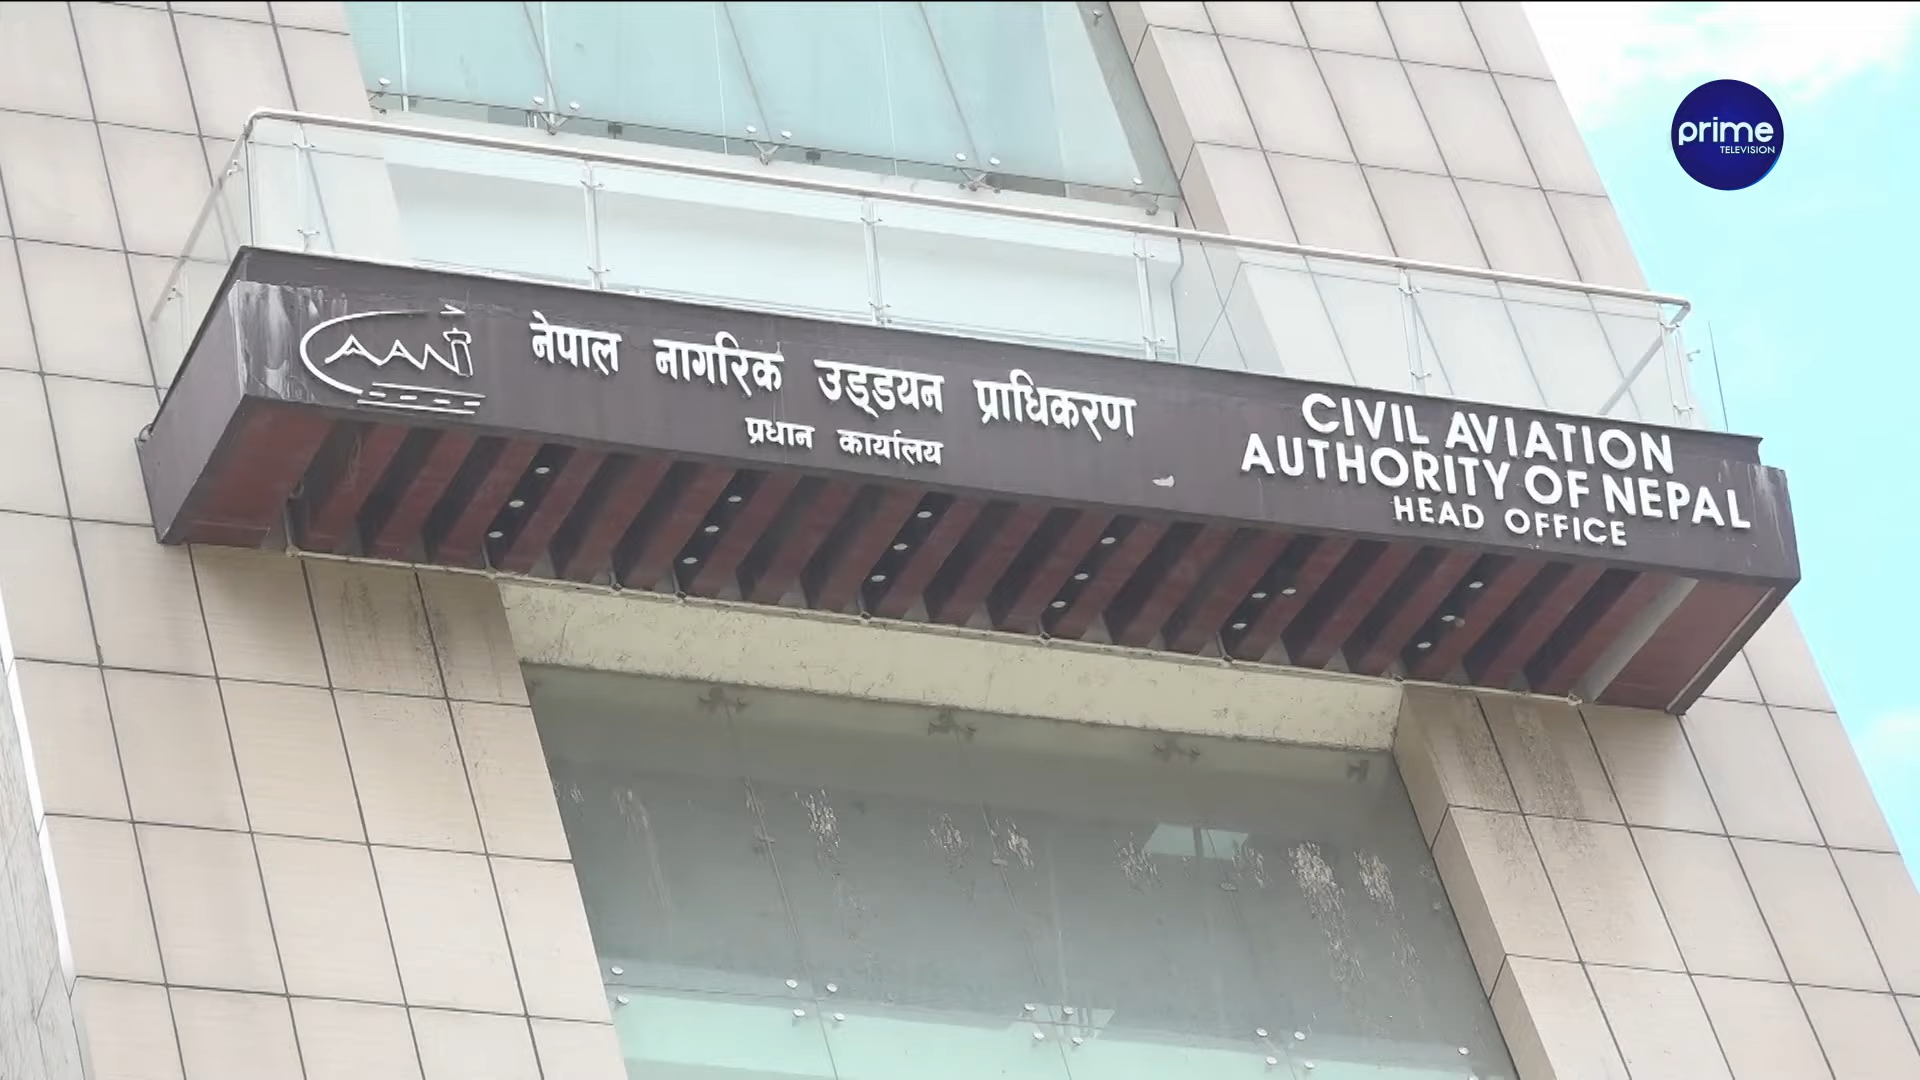 prime
TELEVISION
CAAN
नेपाल नागरिक उड्डयन प्राधिकरण
प्रधान कार्यालय
CIVIL AVIATION
AUTHORITY OF NEPAL
HEAD OFFICE